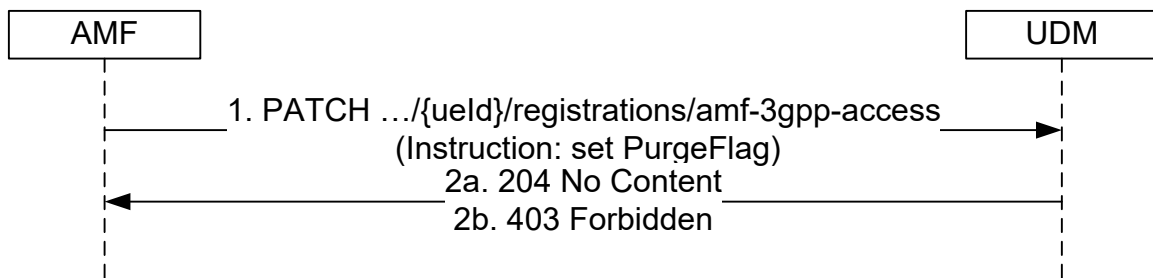 AMF
UDM
1. PATCH …/{ueId}/registrations/amf-3gpp-access
(Instruction: set PurgeFlag)
2a. 204 No Content
2b. 403 Forbidden